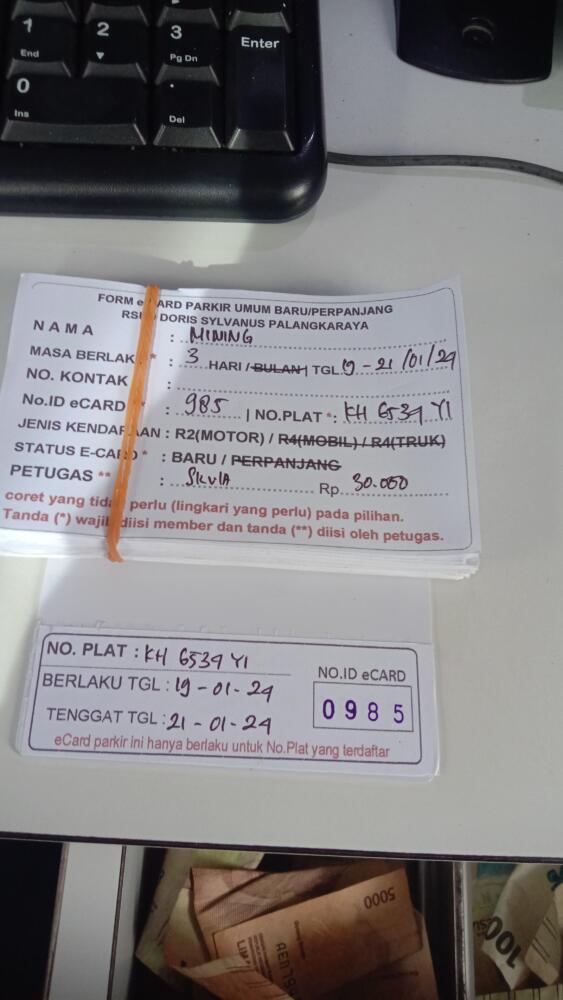 1
End
2
3
Pg Dn
Enter
0
Ins
.
Del
FORM eCARD PARKIR UMUM BARU/PERPANJANG
RSUD DORIS SYLVANUS PALANGKARAYA
NAMA : MINING
MASA BERLAKU* : 3 HARI / BULAN | TGL. 19 - 21 /01/24
NO. KONTAK :
No.ID eCARD * : 985 | NO.PLAT *: KH 6539 YI
JENIS KENDARAAN : R2(MOTOR) / R4(MOBIL) / R4(TRUK)
STATUS E-CARD * : BARU / PERPANJANG
PETUGAS ** : Rp. 30.000
coret yang tidak perlu (lingkari yang perlu) pada pilihan.
Tanda (*) wajib diisi member dan tanda (**) diisi oleh petugas.
NO. PLAT : KH 6539 YI
BERLAKU TGL : 19-01-24
TENGGAT TGL : 21-01-24
NO.ID eCARD
0985
eCard parkir ini hanya berlaku untuk No.Plat yang terdaftar
5000
100